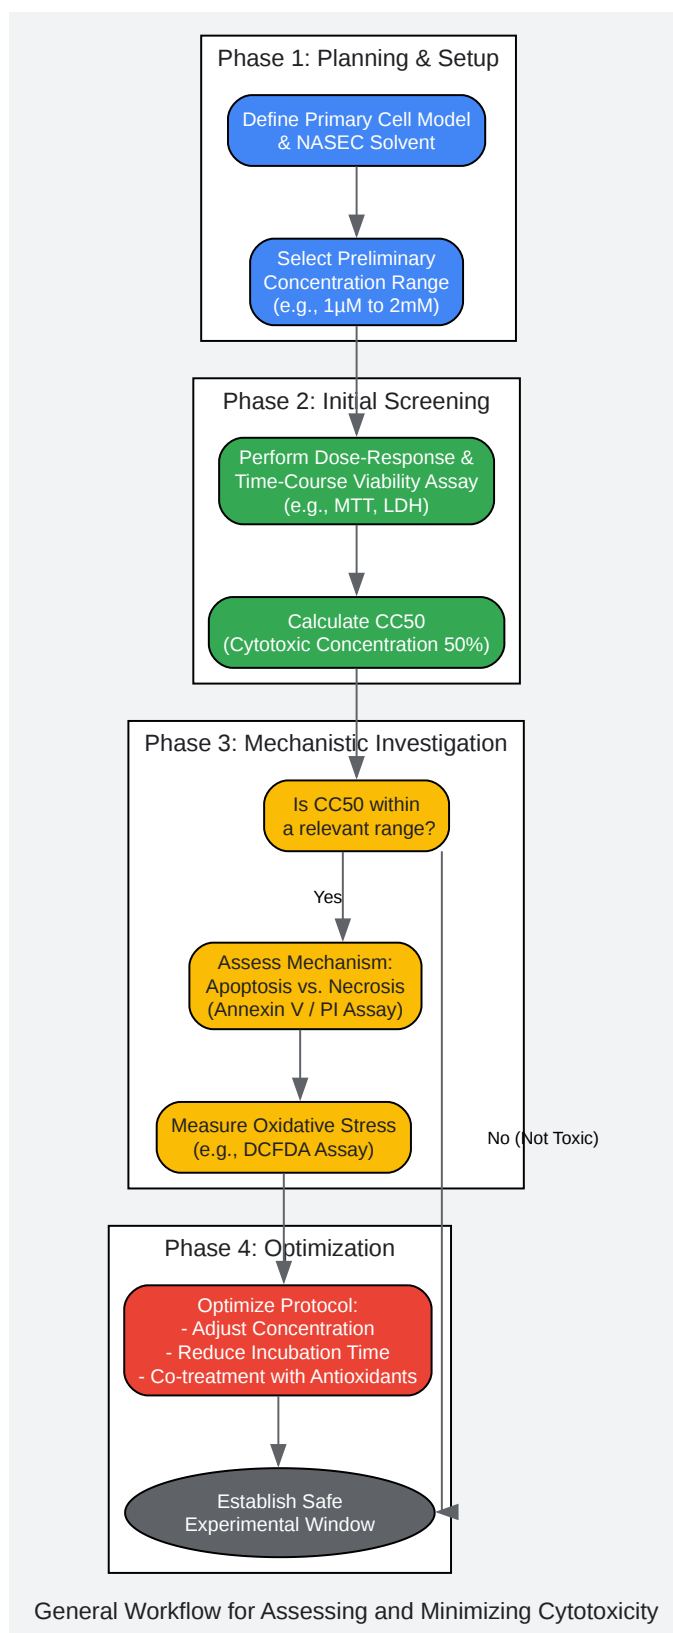 Phase 1: Planning & Setup
Define Primary Cell Model
& NASEC Solvent
Select Preliminary
Concentration Range
(e.g., 1µM to 2mM)
Phase 2: Initial Screening
Perform Dose-Response &
Time-Course Viability Assay
(e.g., MTT, LDH)
Calculate CC50
(Cytotoxic Concentration 50%)
Phase 3: Mechanistic Investigation
Is CC50 within
a relevant range?
Yes
Assess Mechanism:
Apoptosis vs. Necrosis
(Annexin V / PI Assay)
Measure Oxidative Stress
(e.g., DCFDA Assay)
No (Not Toxic)
Phase 4: Optimization
Optimize Protocol:
- Adjust Concentration
- Reduce Incubation Time
- Co-treatment with Antioxidants
Establish Safe
Experimental Window
General Workflow for Assessing and Minimizing Cytotoxicity